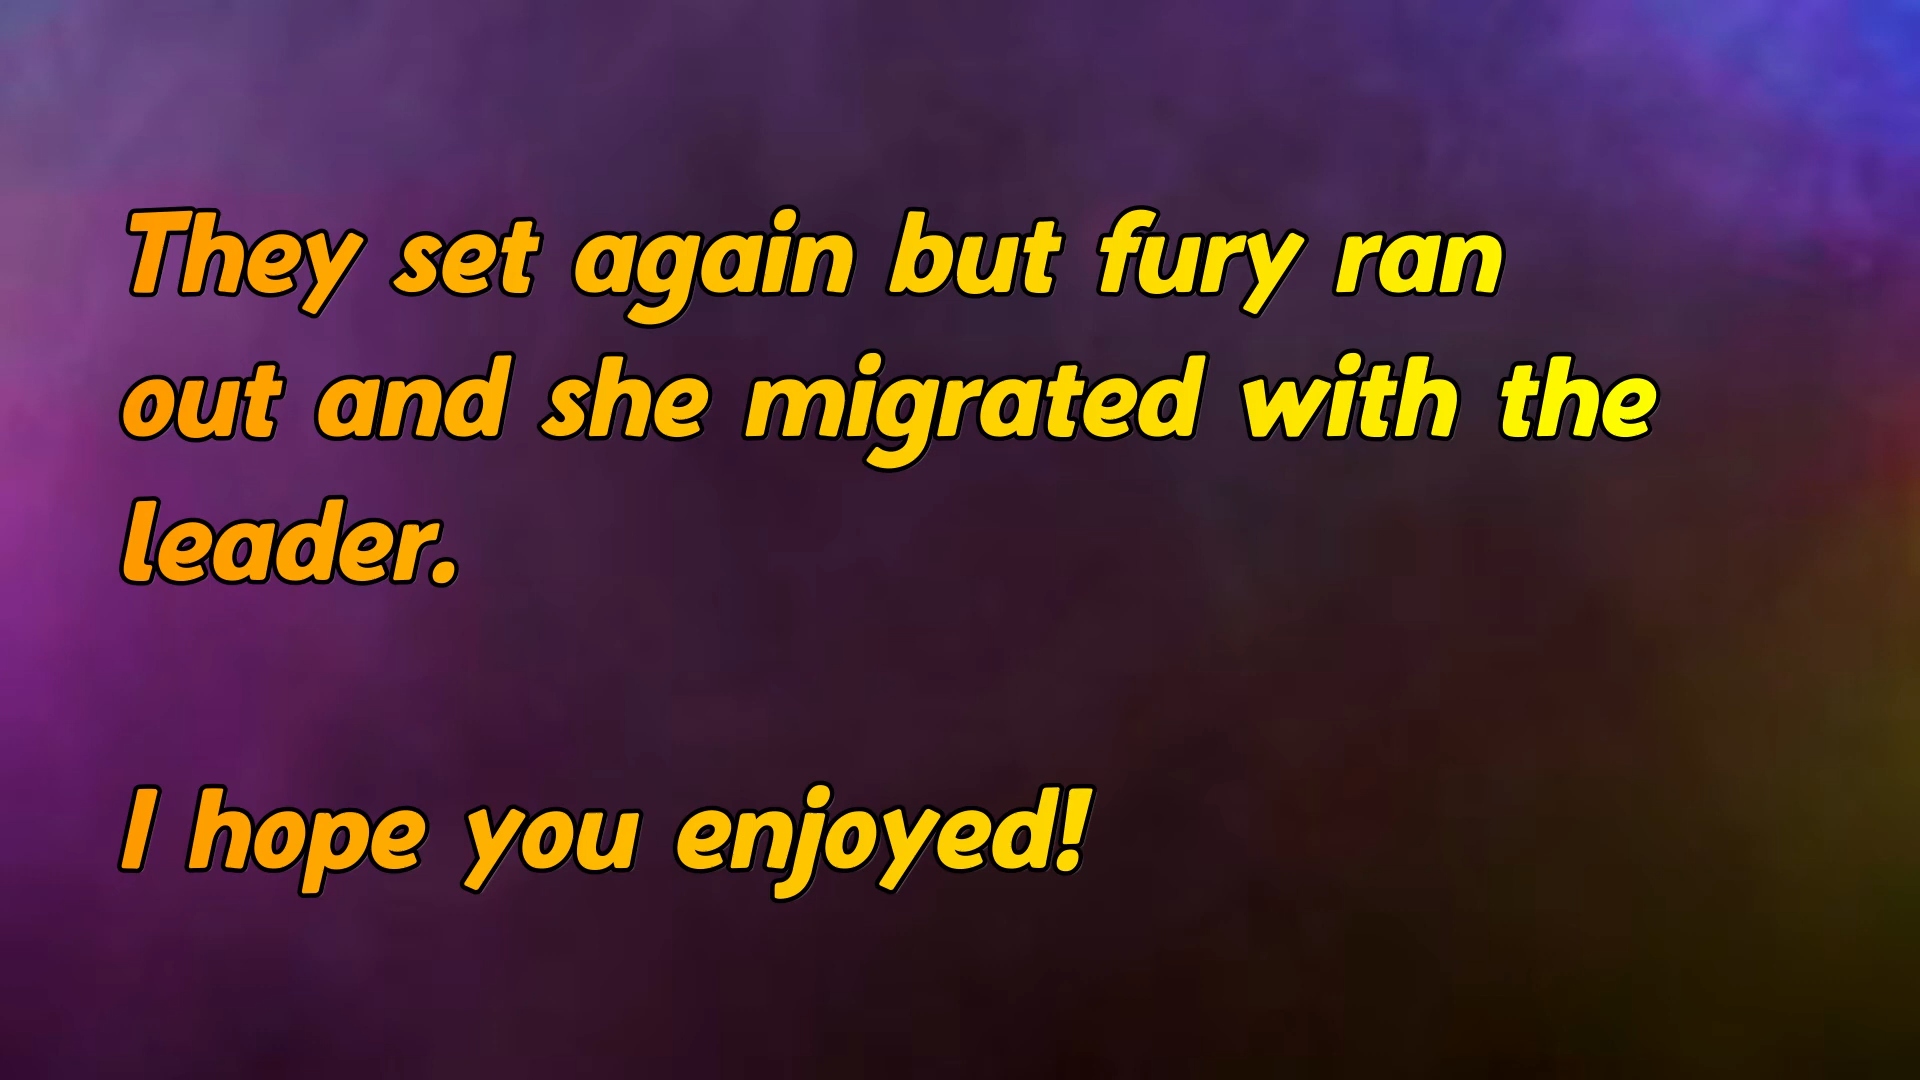 They set again but fury ran
out and she migrated with the
leader.
I hope you enjoyed!